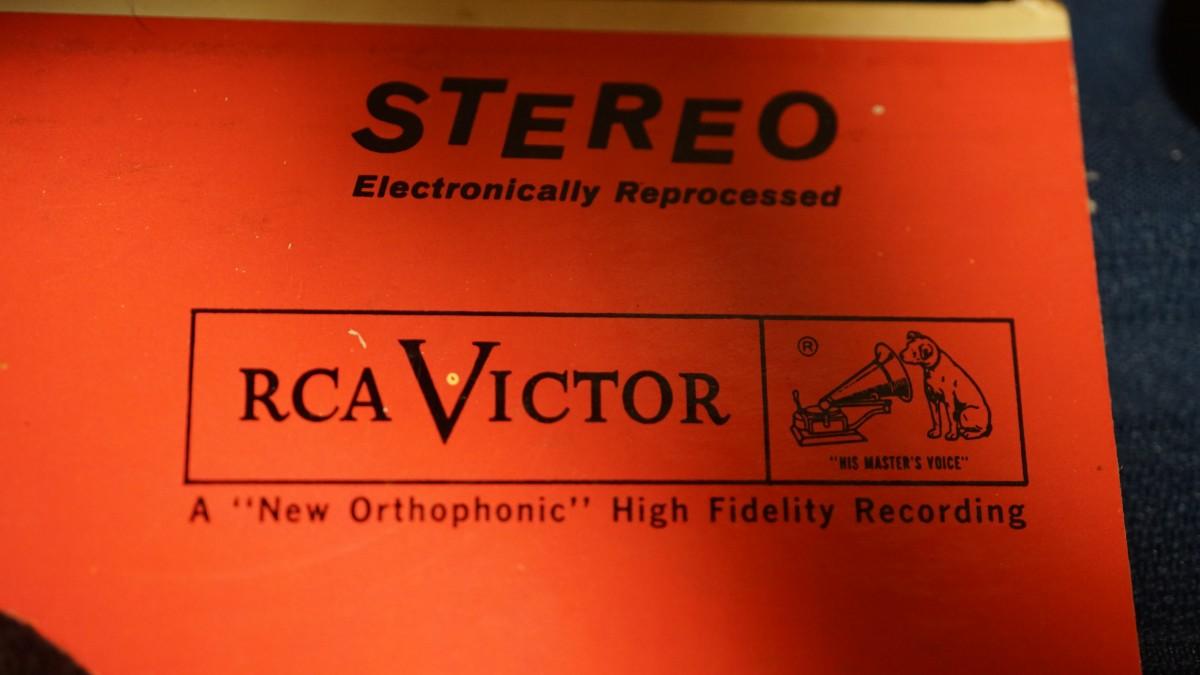 STEREO
Electronically Reprocessed
RCA VICTOR
®
"HIS MASTER'S VOICE"
A "New Orthophonic" High Fidelity Recording